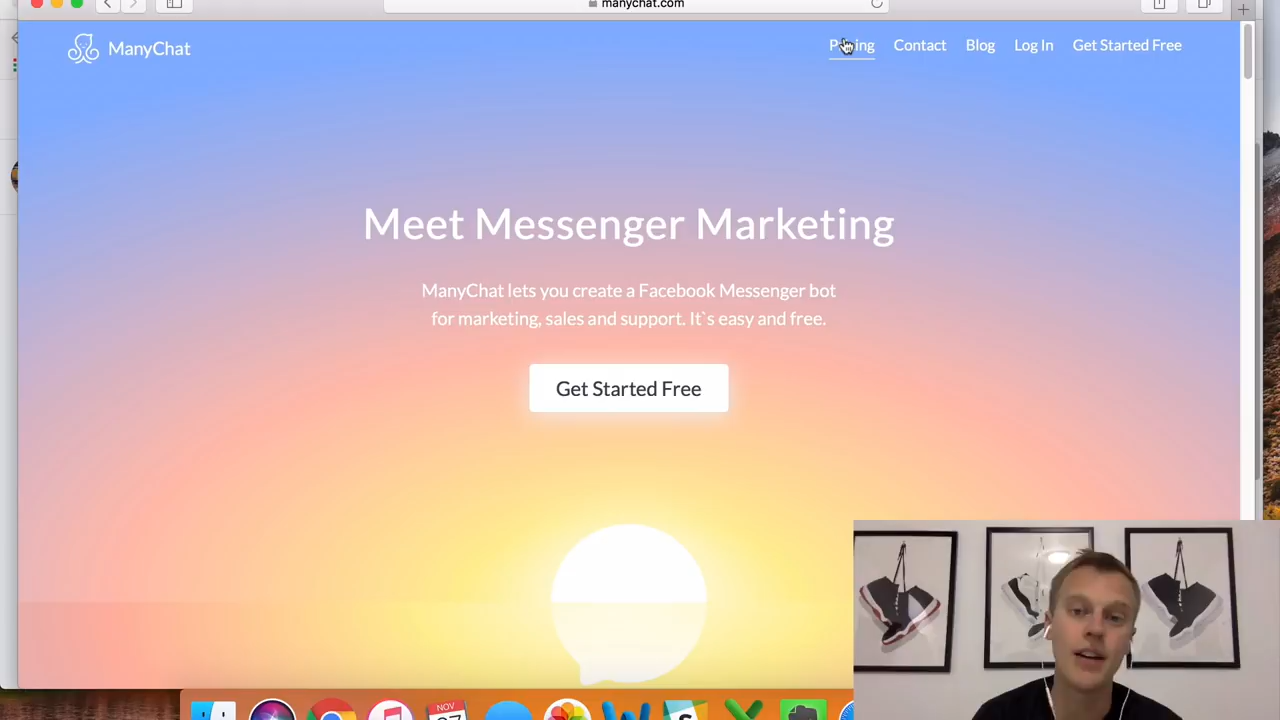 manychat.com
ManyChat
Pricing
Contact
Blog
Log In
Get Started Free
Meet Messenger Marketing
ManyChat lets you create a Facebook Messenger bot
for marketing, sales and support. It`s easy and free.
Get Started Free
NOV